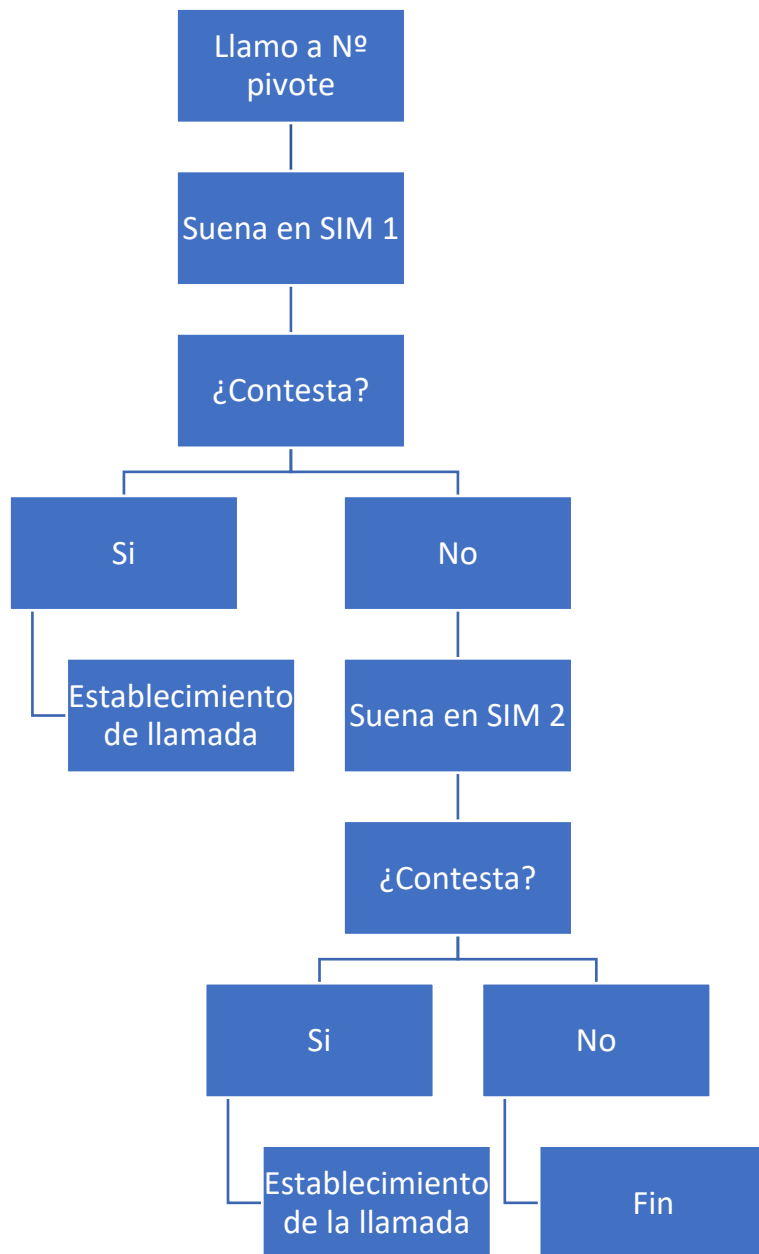 Llamo a Nº
pivote
Suena en SIM 1
¿Contesta?
Si
No
Establecimiento
de llamada
Suena en SIM 2
¿Contesta?
Si
No
Establecimiento
de la llamada
Fin